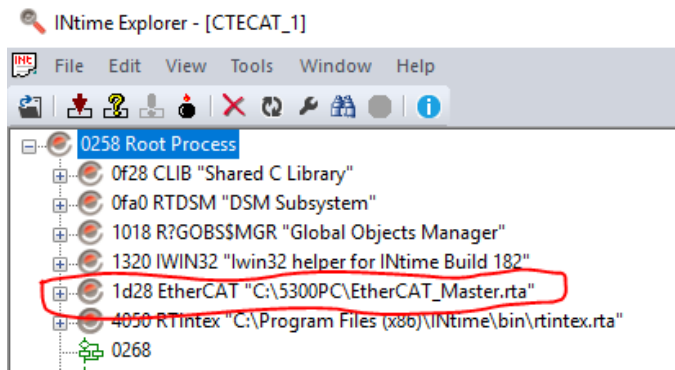 INtime Explorer - [CTECAT_1]
INt File Edit View Tools Window Help
0258 Root Process
0f28 CLIB "Shared C Library"
0fa0 RTDSM "DSM Subsystem"
1018 R?GOBS$MGR "Global Objects Manager"
1320 IWIN32 "Iwin32 helper for INtime Build 182"
1d28 EtherCAT "C:\5300PC\EtherCAT_Master.rta"
4050 RTIntex "C:\Program Files (x86)\INtime\bin\rtintex.rta"
0268